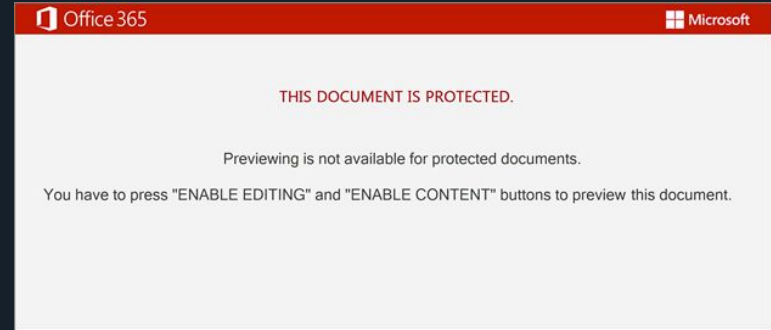 Office 365
Microsoft
THIS DOCUMENT IS PROTECTED.
Previewing is not available for protected documents.
You have to press "ENABLE EDITING" and "ENABLE CONTENT" buttons to preview this document.